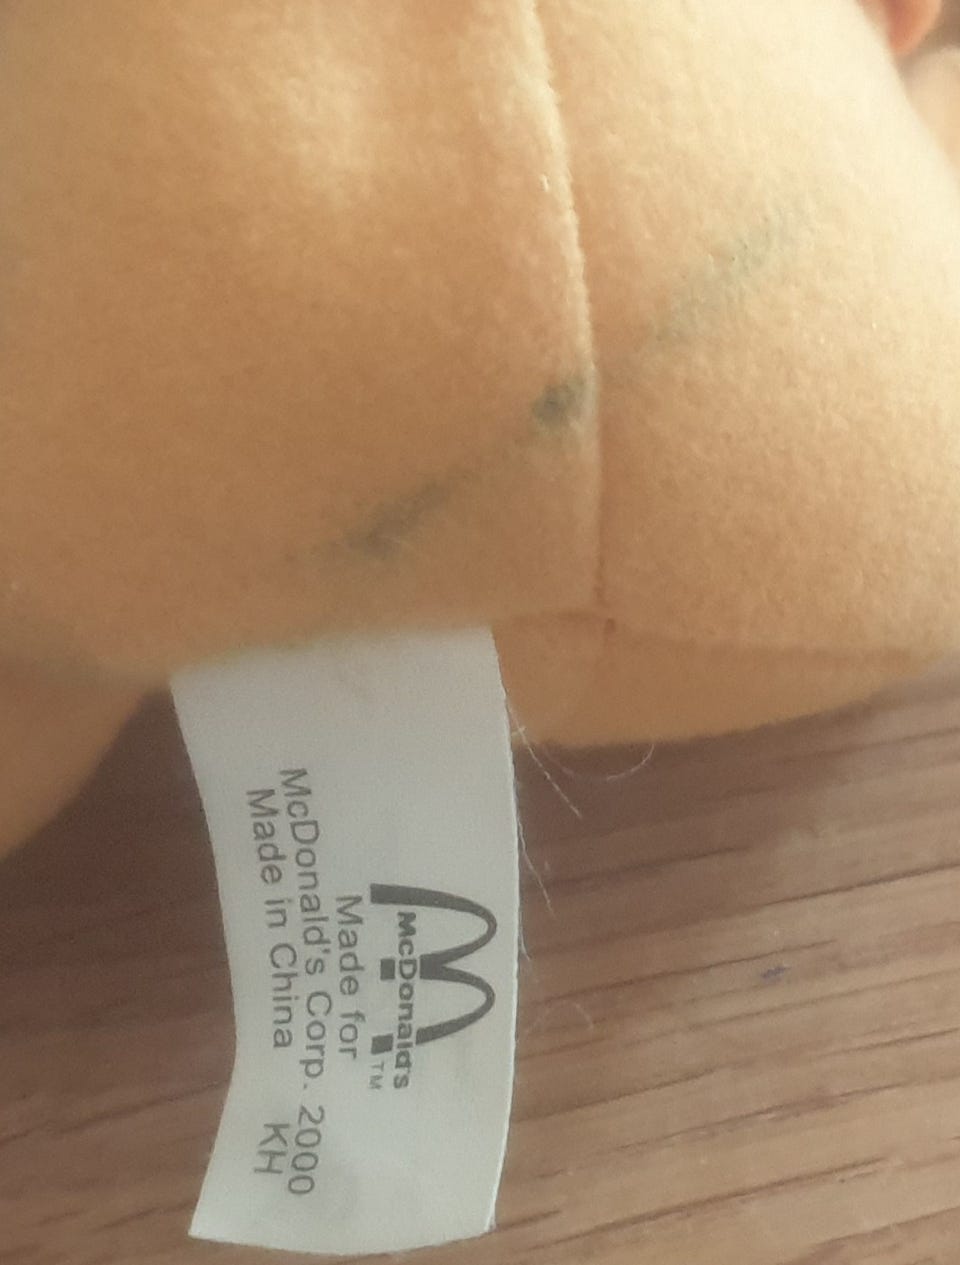 McDonald's
TM
Made for
McDonald's Corp. 2000
Made in China KH